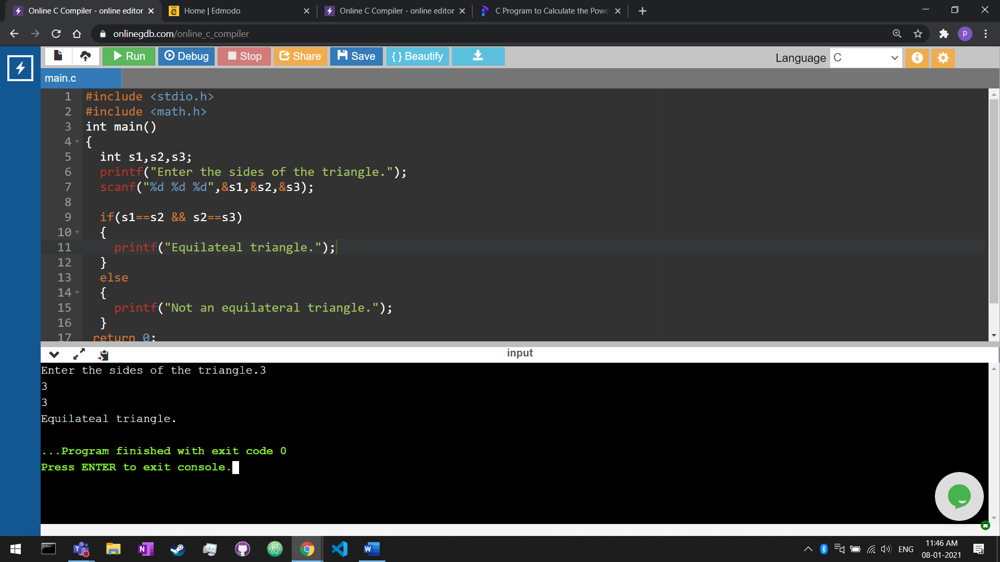 Online C Compiler - online editor
Home | Edmodo
Online C Compiler - online editor
C Program to Calculate the Powe
onlinegdb.com/online_c_compiler
P
Run
Debug
Stop
Share
Save
{ } Beautify
Language
C
main.c
1 #include <stdio.h>
2 #include <math.h>
3 int main()
4 {
5 int s1,s2,s3;
6 printf("Enter the sides of the triangle.");
7 scanf("%d %d %d",&s1,&s2,&s3);
8
9 if(s1==s2 && s2==s3)
10 {
11 printf("Equilateal triangle.");
12 }
13 else
14 {
15 printf("Not an equilateral triangle.");
16 }
17 return 0;
input
Enter the sides of the triangle.3
3
3
Equilateal triangle.
...Program finished with exit code 0
Press ENTER to exit console.
ENG
11:46 AM
08-01-2021